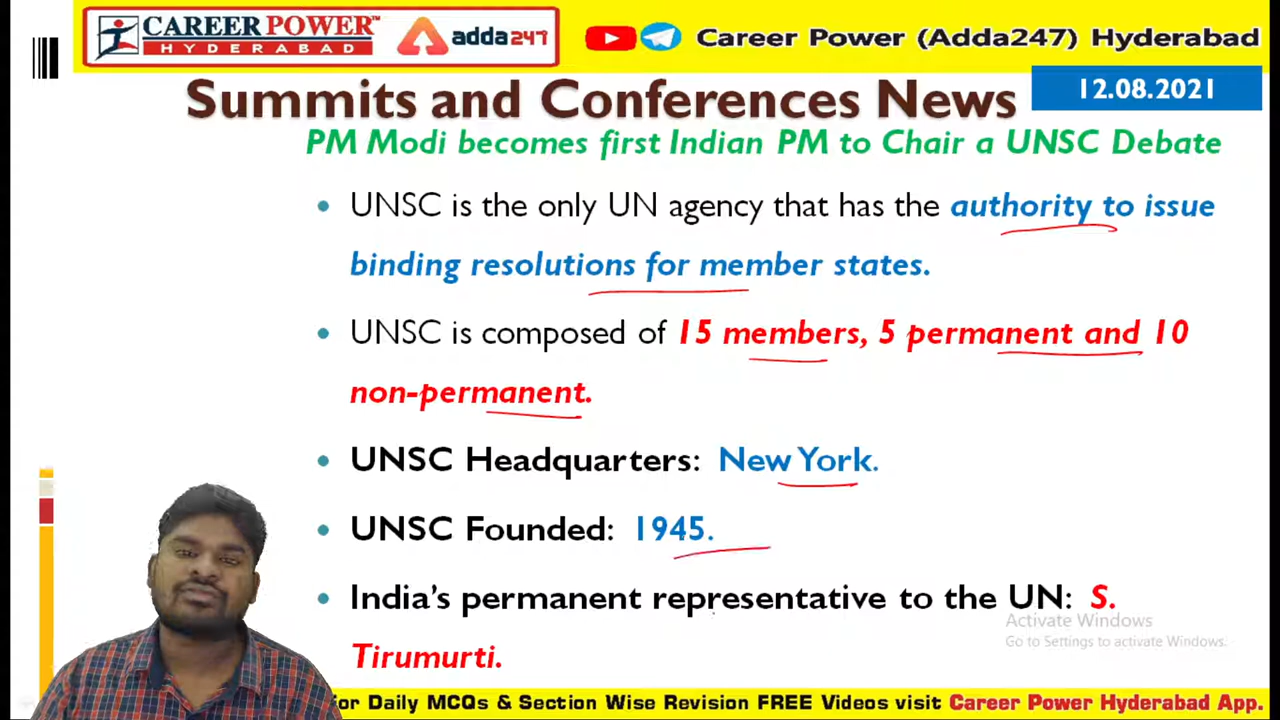 CAREER POWER™
HYDERABAD
adda247
Career Power (Adda247) Hyderabad
Summits and Conferences News
12.08.2021
PM Modi becomes first Indian PM to Chair a UNSC Debate
• UNSC is the only UN agency that has the authority to issue
binding resolutions for member states.
• UNSC is composed of 15 members, 5 permanent and 10
non-permanent.
• UNSC Headquarters: New York.
• UNSC Founded: 1945.
• India's permanent representative to the UN: S.
Tirumurti.
Activate Windows
Go to Settings to activate Windows.
for Daily MCQs & Section Wise Revision FREE Videos visit Career Power Hyderabad App.